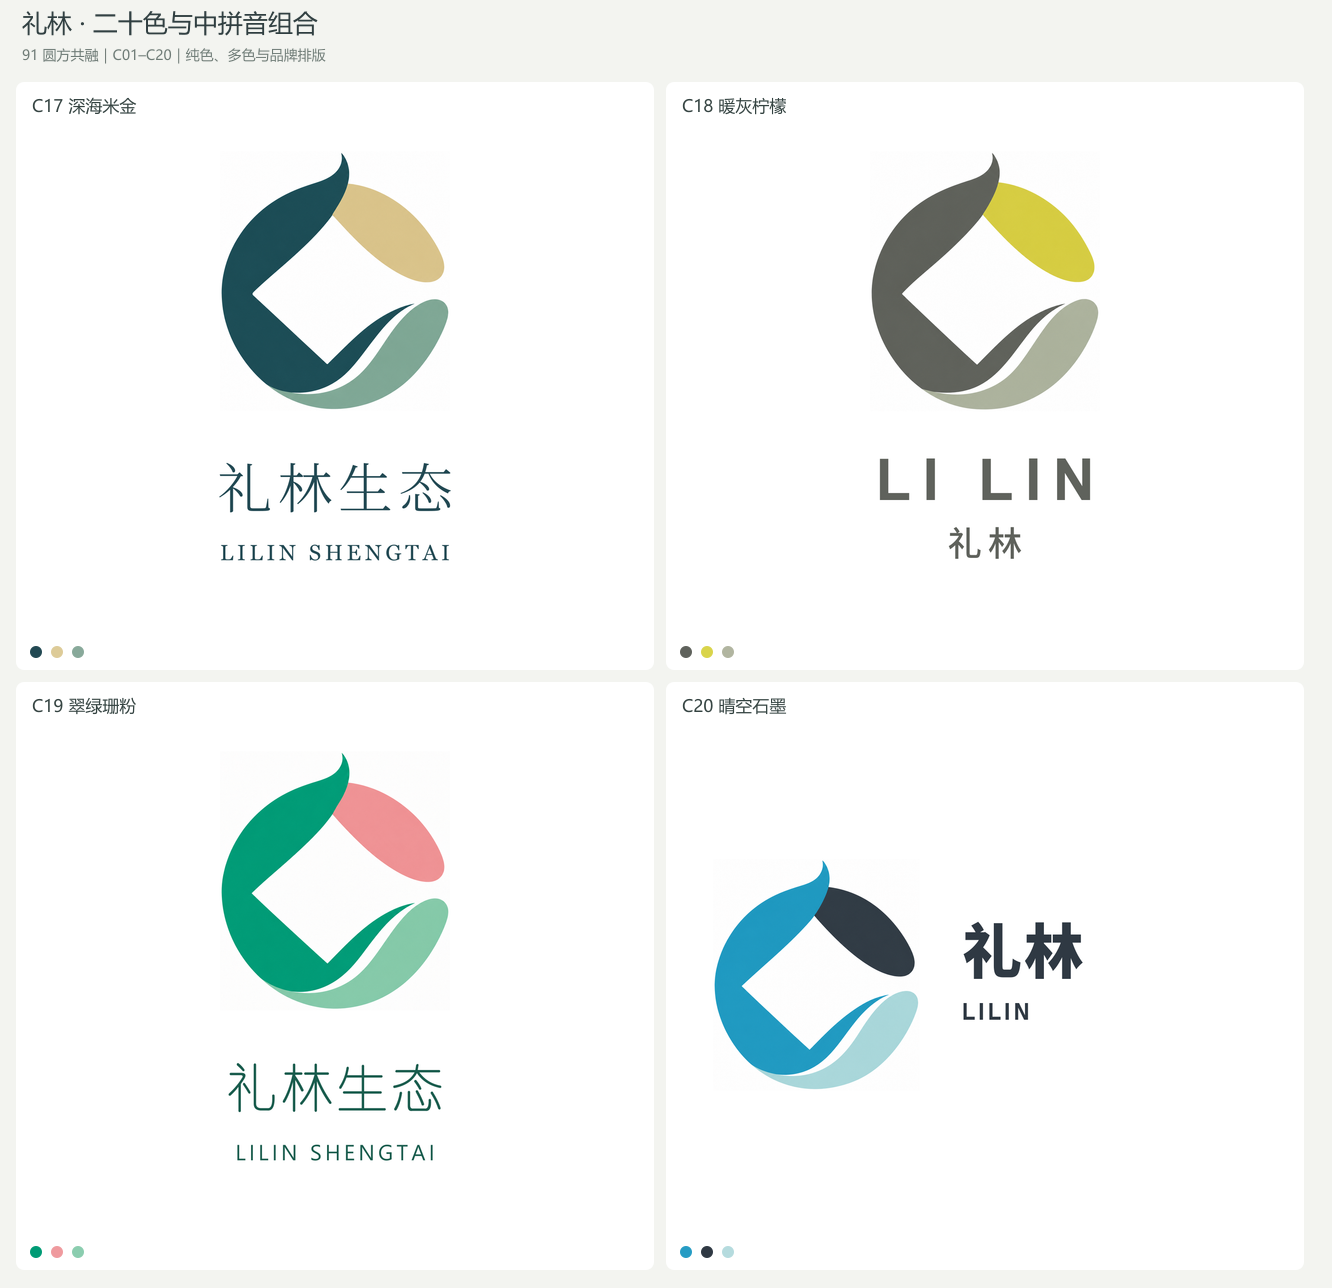 礼林 · 二十色与中拼音组合
91 圆方共融｜C01–C20｜纯色、多色与品牌排版
C17 深海米金
礼林生态
LILIN SHENGTAI
C18 暖灰柠檬
LI LIN
礼林
C19 翠绿珊粉
礼林生态
LILIN SHENGTAI
C20 晴空石墨
礼林
LILIN